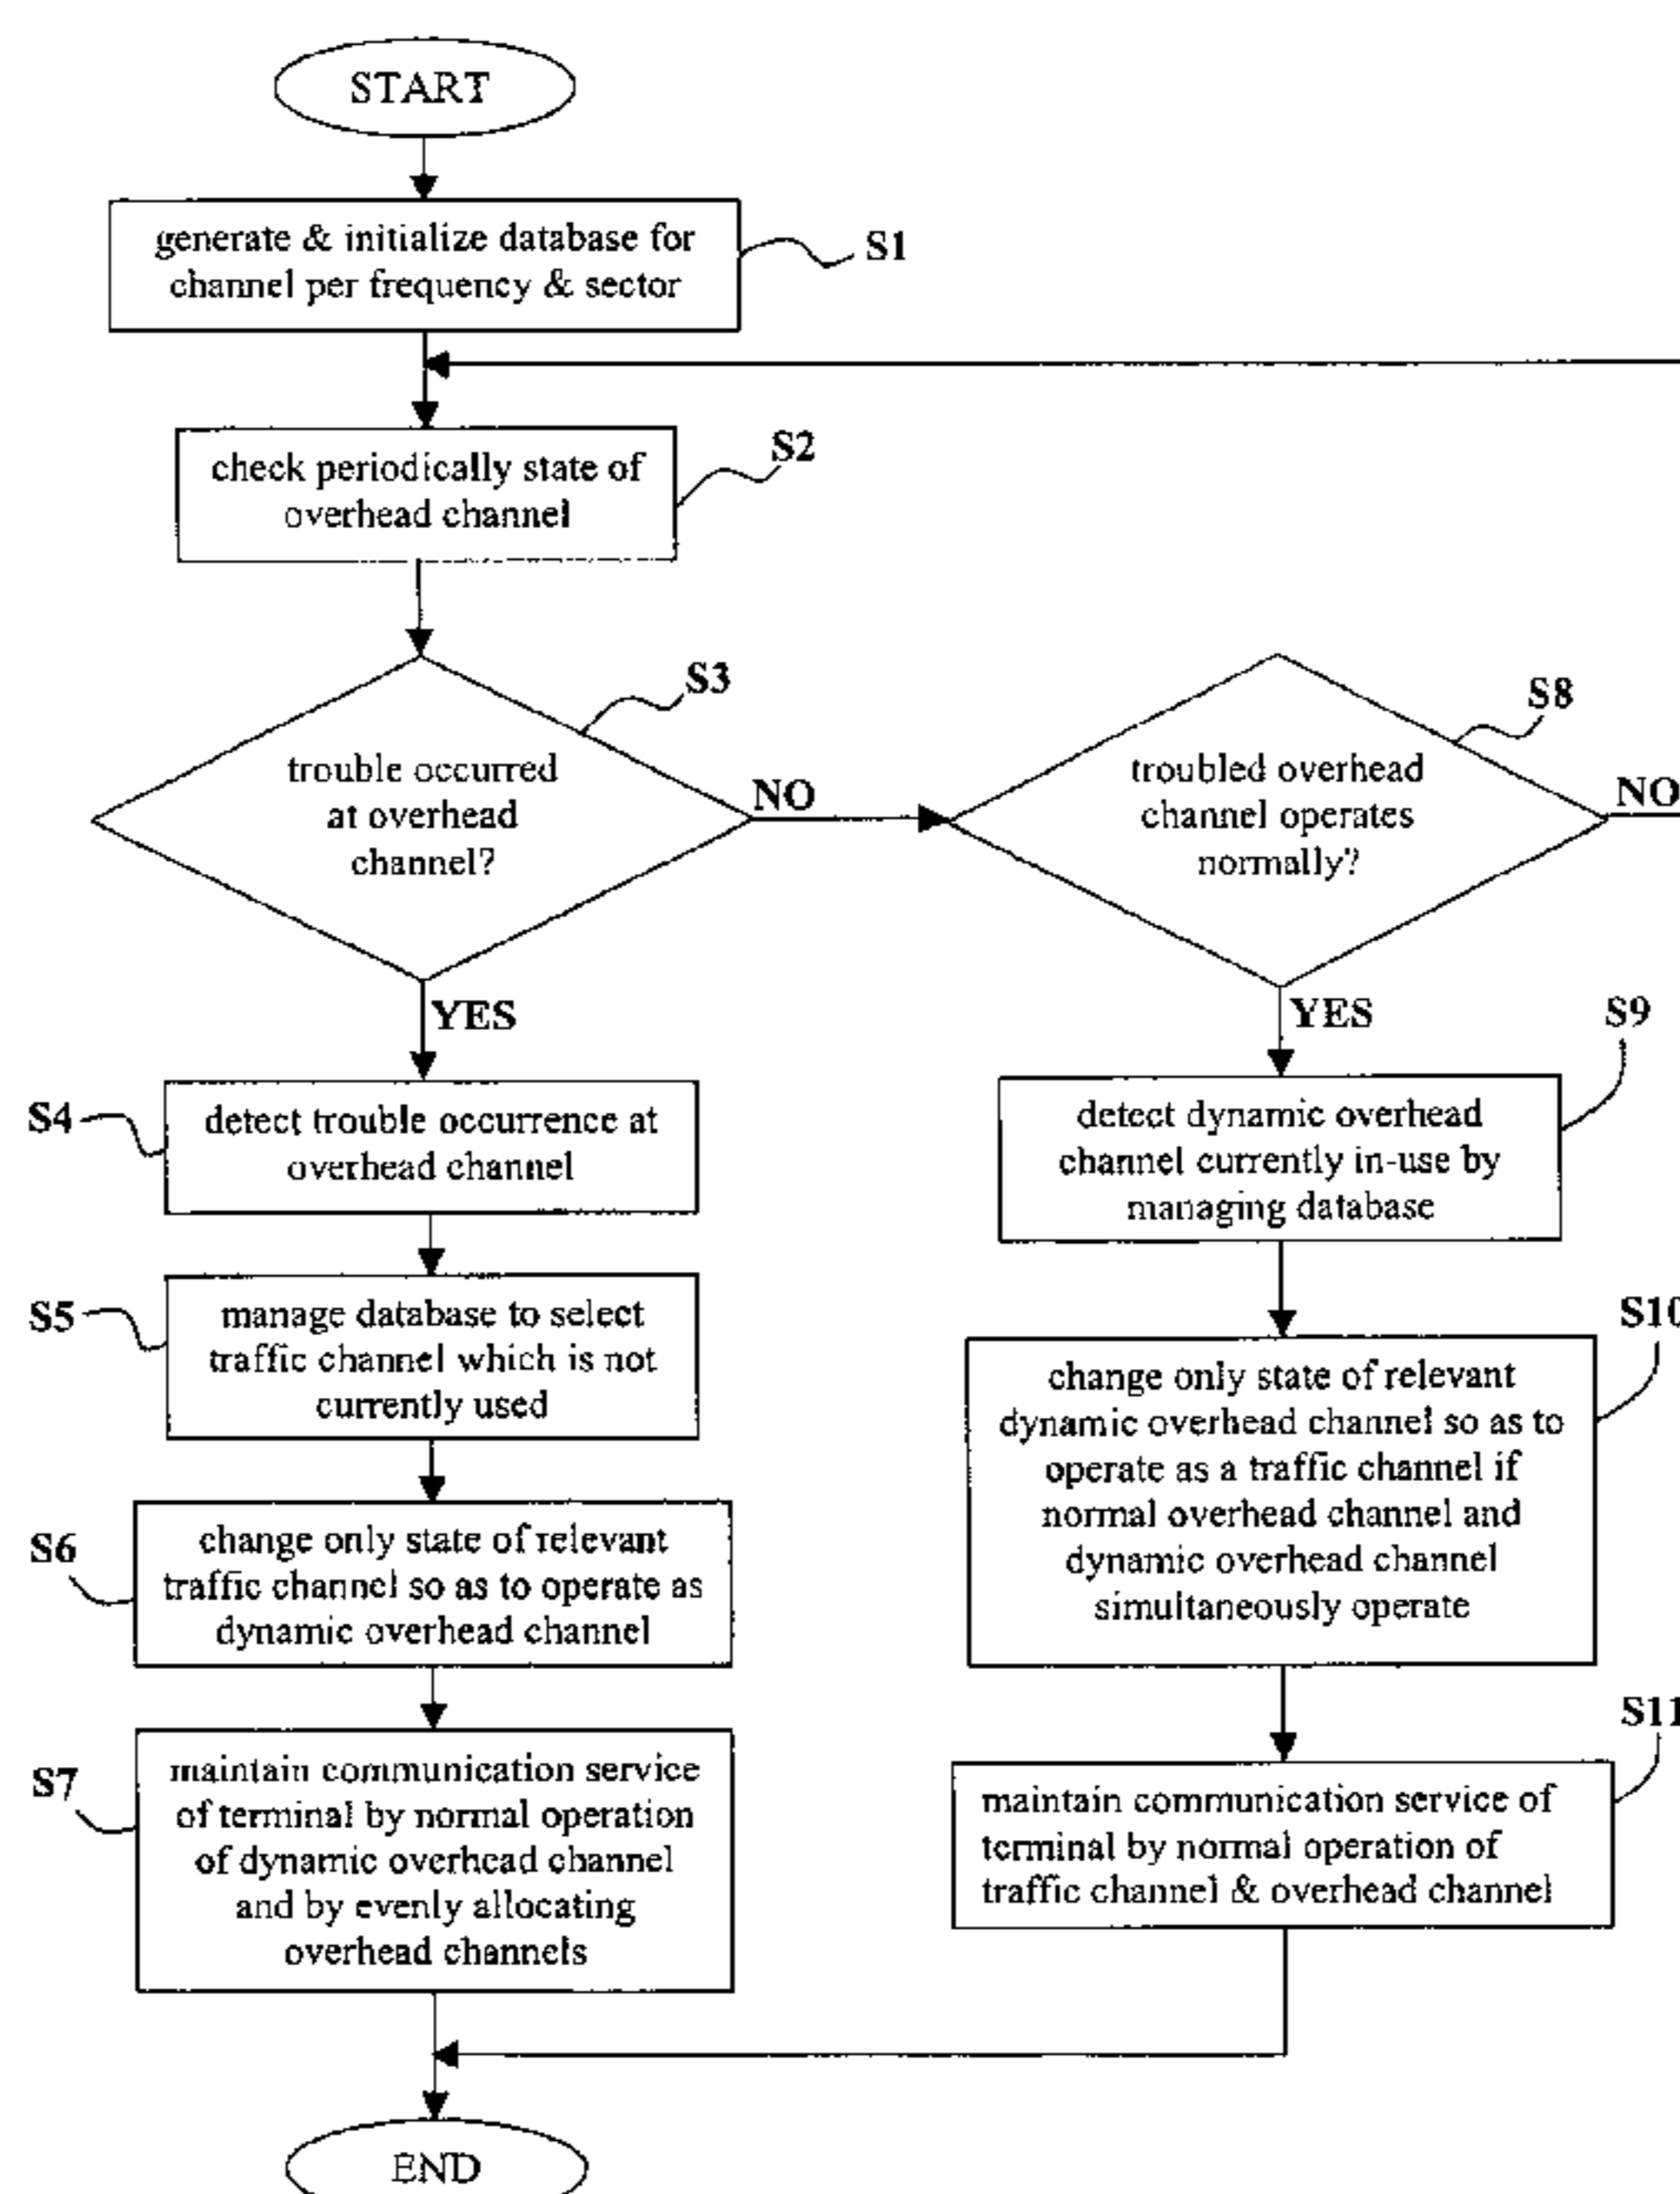 START
generate & initialize database for
channel per frequency & sector
S1
check periodically state of
overhead channel
S2
trouble occurred
at overhead
channel?
S3
NO
YES
troubled overhead
channel operates
normally?
S8
NO
YES
S4
detect trouble occurrence at
overhead channel
S5
manage database to select
traffic channel which is not
currently used
S6
change only state of relevant
traffic channel so as to operate as
dynamic overhead channel
S7
maintain communication service
of terminal by normal operation
of dynamic overhead channel
and by evenly allocating
overhead channels
S9
detect dynamic overhead
channel currently in-use by
managing database
S10
change only state of relevant
dynamic overhead channel so as to
operate as a traffic channel if
normal overhead channel and
dynamic overhead channel
simultaneously operate
S11
maintain communication service of
terminal by normal operation of
traffic channel & overhead channel
END